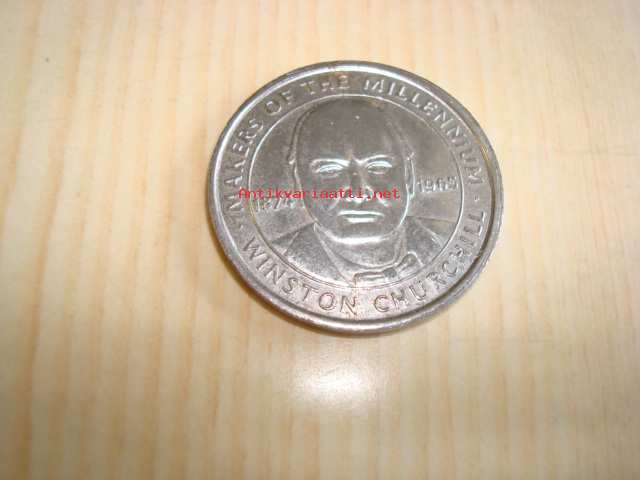 MAKERS OF THE MILLENNIUM
1874 1965
· WINSTON CHURCHILL ·
Antikvariaatti.net